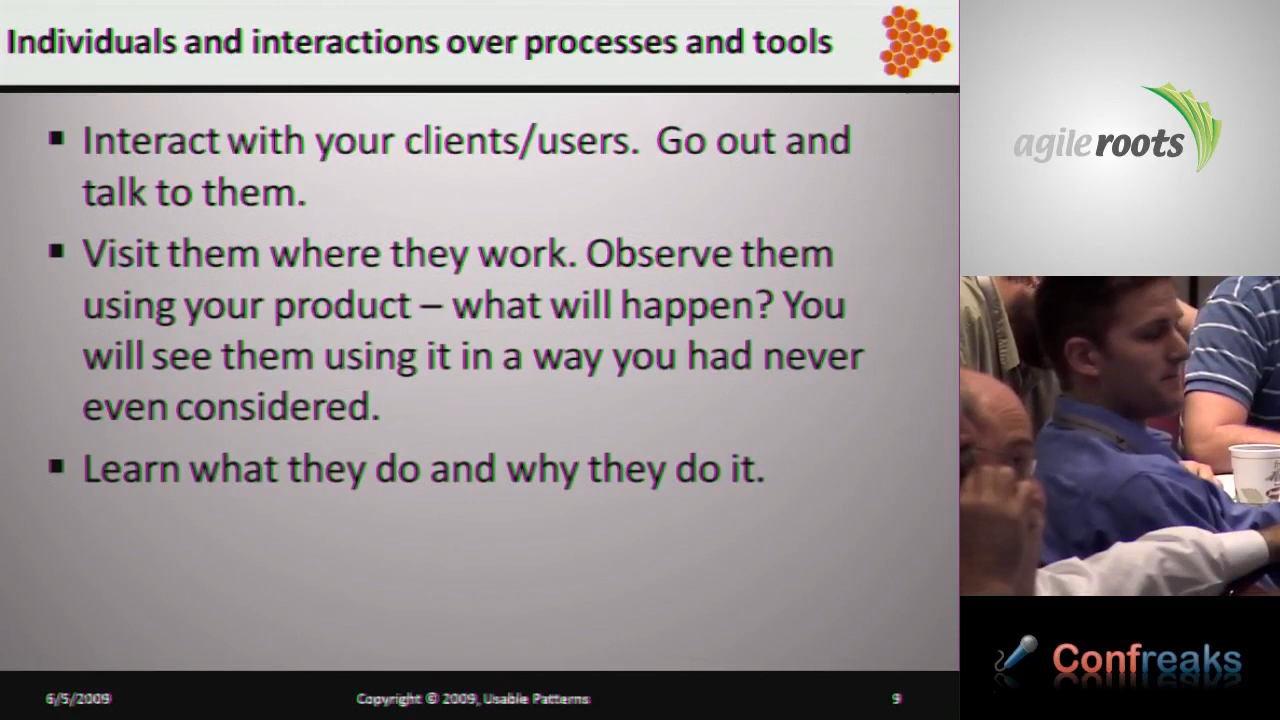 Individuals and interactions over processes and tools
Interact with your clients/users. Go out and
talk to them.
Visit them where they work. Observe them
using your product – what will happen? You
will see them using it in a way you had never
even considered.
Learn what they do and why they do it.
6/5/2009
Copyright © 2009, Usable Patterns
9
agile roots
Confreaks